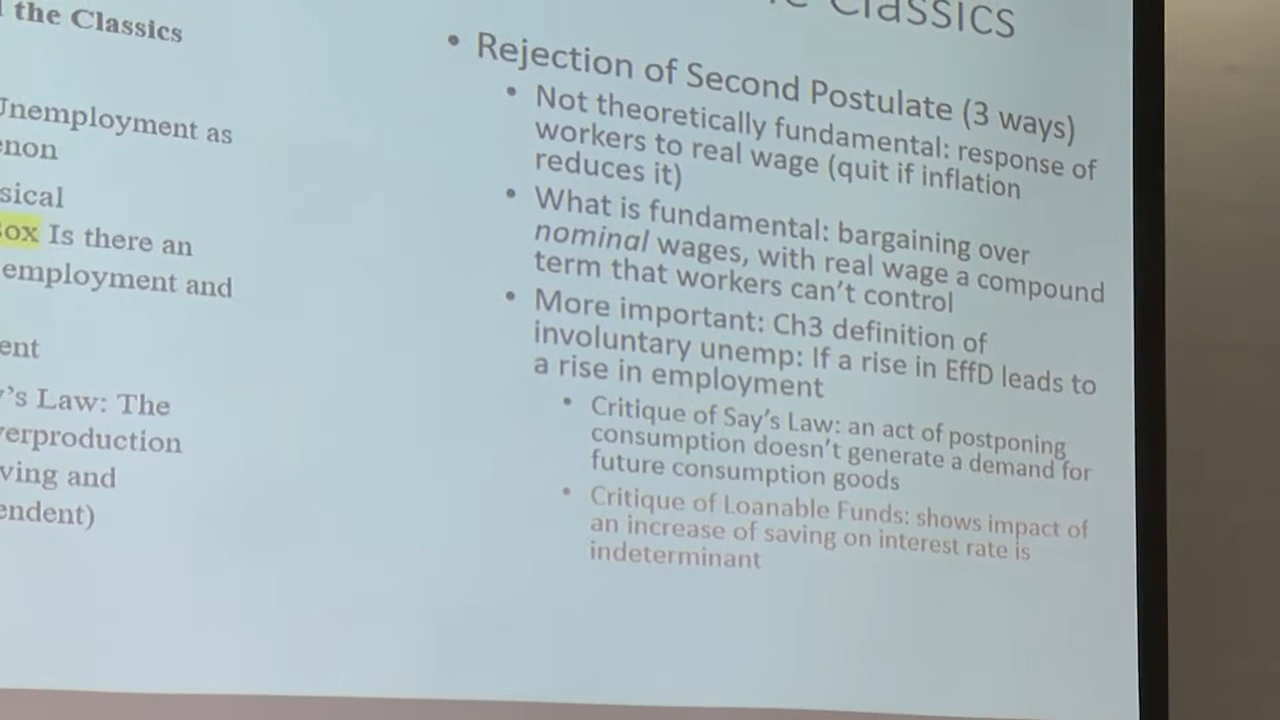 the Classics
Unemployment as
sical
ox Is there an
employment and
ent
's Law: The
verproduction
ving and
endent)
Classics
• Rejection of Second Postulate (3 ways)
• Not theoretically fundamental: response of
workers to real wage (quit if inflation
reduces it)
• What is fundamental: bargaining over
nominal wages, with real wage a compound
term that workers can't control
• More important: Ch3 definition of
involuntary unemp: If a rise in EffD leads to
a rise in employment
• Critique of Say's Law: an act of postponing
consumption doesn't generate a demand for
future consumption goods
• Critique of Loanable Funds: shows impact of
an increase of saving on interest rate is
indeterminant